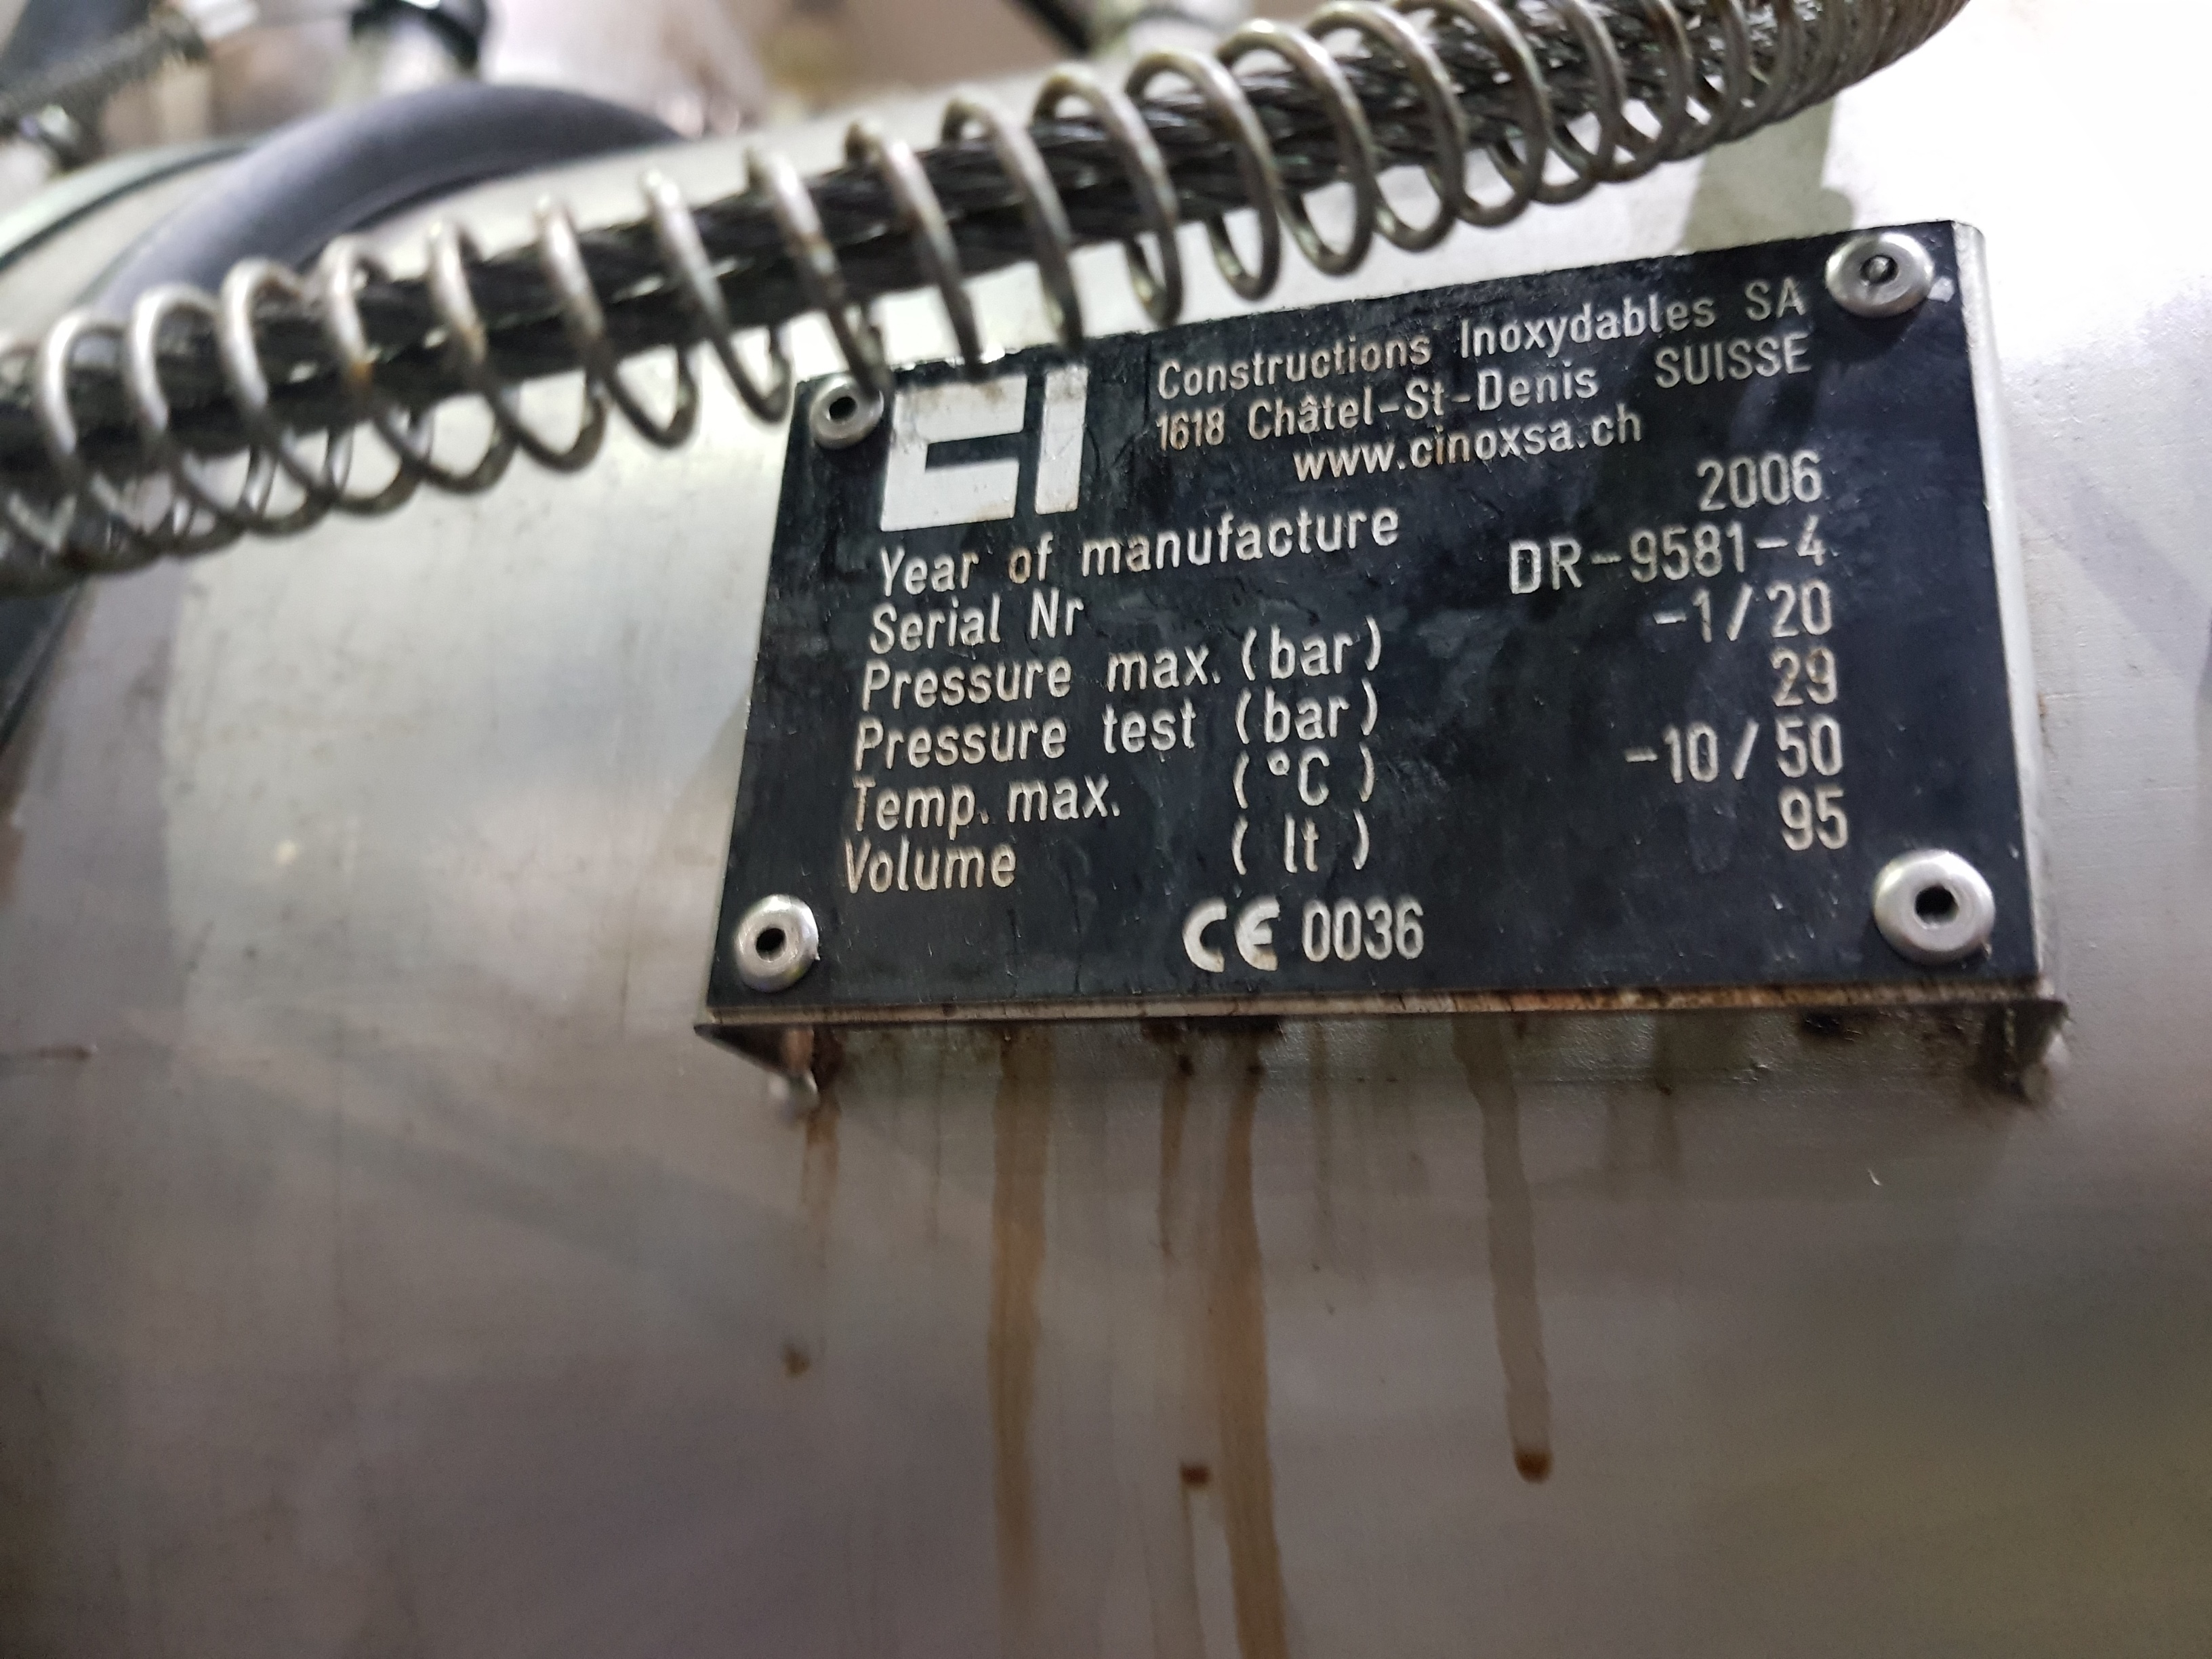 CI
Constructions Inoxydables SA
1618 Châtel-St-Denis SUISSE
www.cinoxsa.ch
Year of manufacture 2006
Serial Nr DR-9581-4
Pressure max. (bar) -1/20
Pressure test (bar) 29
Temp. max. (°C) -10/50
Volume (lt) 95
CE 0036